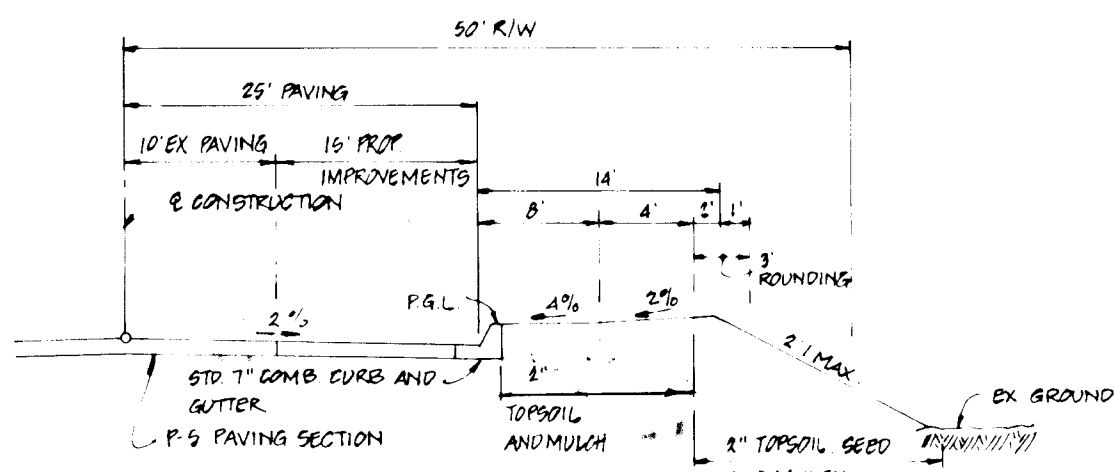 50' R/W
25' PAVING
10' EX PAVING
15' PROP.
IMPROVEMENTS
℄ CONSTRUCTION
14'
8'
4'
2'
1'
3'
ROUNDING
P.G.L.
4%
2%
2%
2:1 MAX.
STD. 7" COMB. CURB AND
GUTTER
P-5 PAVING SECTION
2"
TOPSOIL
AND MULCH
EX GROUND
2" TOPSOIL SEED